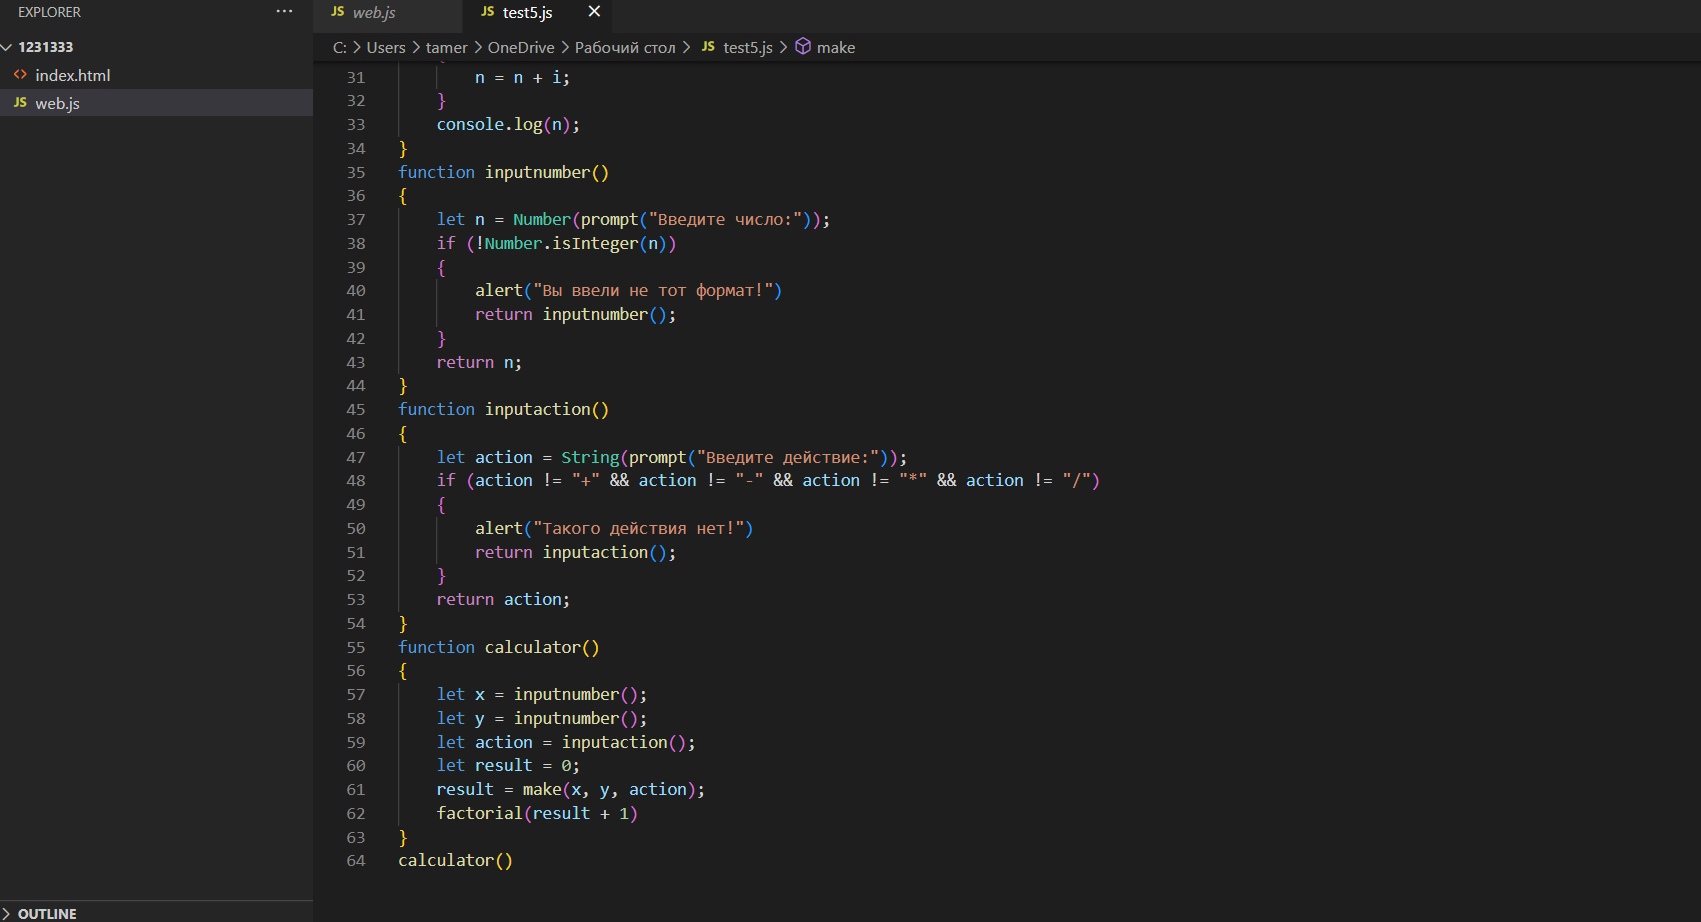 EXPLORER ...
JS web.js JS test5.js ×
1231333
<> index.html
JS web.js
C: > Users > tamer > OneDrive > Рабочий стол > JS test5.js > make
31 n = n + i;
32 }
33 console.log(n);
34 }
35 function inputnumber()
36 {
37 let n = Number(prompt("Введите число:"));
38 if (!Number.isInteger(n))
39 {
40 alert("Вы ввели не тот формат!")
41 return inputnumber();
42 }
43 return n;
44 }
45 function inputaction()
46 {
47 let action = String(prompt("Введите действие:"));
48 if (action != "+" && action != "-" && action != "*" && action != "/")
49 {
50 alert("Такого действия нет!")
51 return inputaction();
52 }
53 return action;
54 }
55 function calculator()
56 {
57 let x = inputnumber();
58 let y = inputnumber();
59 let action = inputaction();
60 let result = 0;
61 result = make(x, y, action);
62 factorial(result + 1)
63 }
64 calculator()
OUTLINE